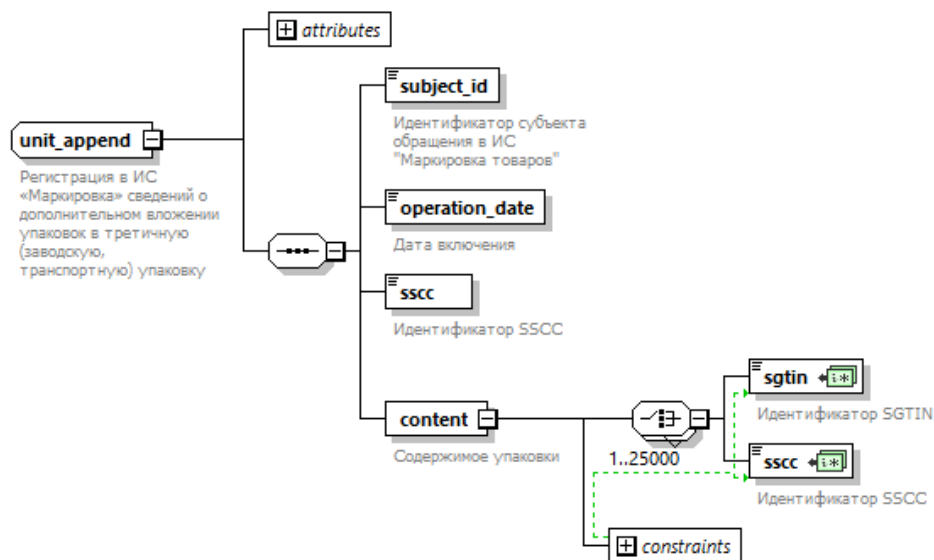 attributes
unit_append
Регистрация в ИС
«Маркировка» сведений о
дополнительном вложении
упаковок в третичную
(заводскую,
транспортную) упаковку
subject_id
Идентификатор субъекта
обращения в ИС
"Маркировка товаров"
operation_date
Дата включения
sscc
Идентификатор SSCC
content
Содержимое упаковки
1..25000
sgtin
Идентификатор SGTIN
sscc
Идентификатор SSCC
constraints